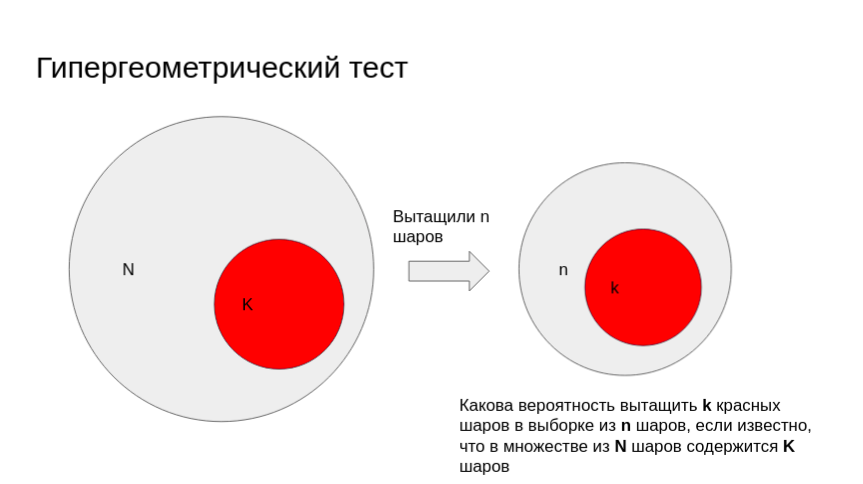 Гипергеометрический тест
Вытащили n
шаров
N
K
n
k
Какова вероятность вытащить k красных
шаров в выборке из n шаров, если известно,
что в множестве из N шаров содержится K
шаров